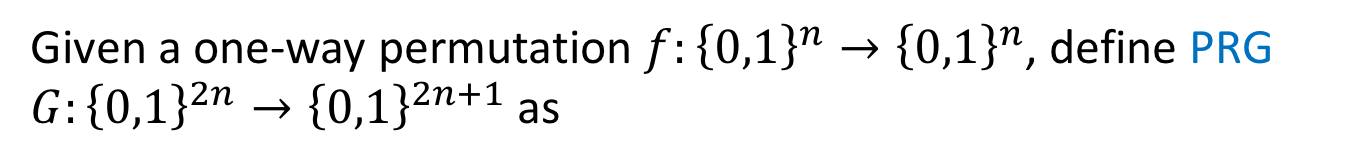 Given a one-way permutation 𝑓: {0,1}ⁿ → {0,1}ⁿ, define PRG
𝐺: {0,1}²ⁿ → {0,1}²ⁿ⁺¹ as